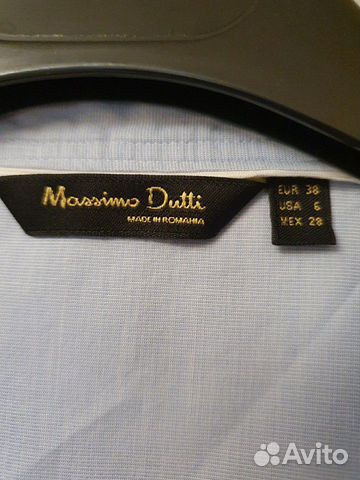 Massimo Dutti
MADE IN ROMANIA
EUR 38
USA 6
MEX 28
Avito